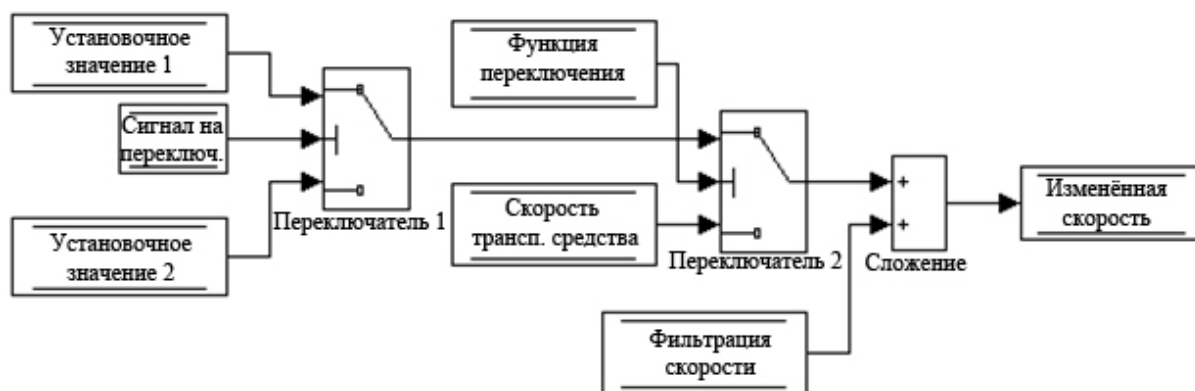 Установочное
значение 1
Сигнал на
переключ.
Установочное
значение 2
Переключатель 1
Функция
переключения
Скорость
трансп. средства
Переключатель 2
+
+
Сложение
Фильтрация
скорости
Изменённая
скорость